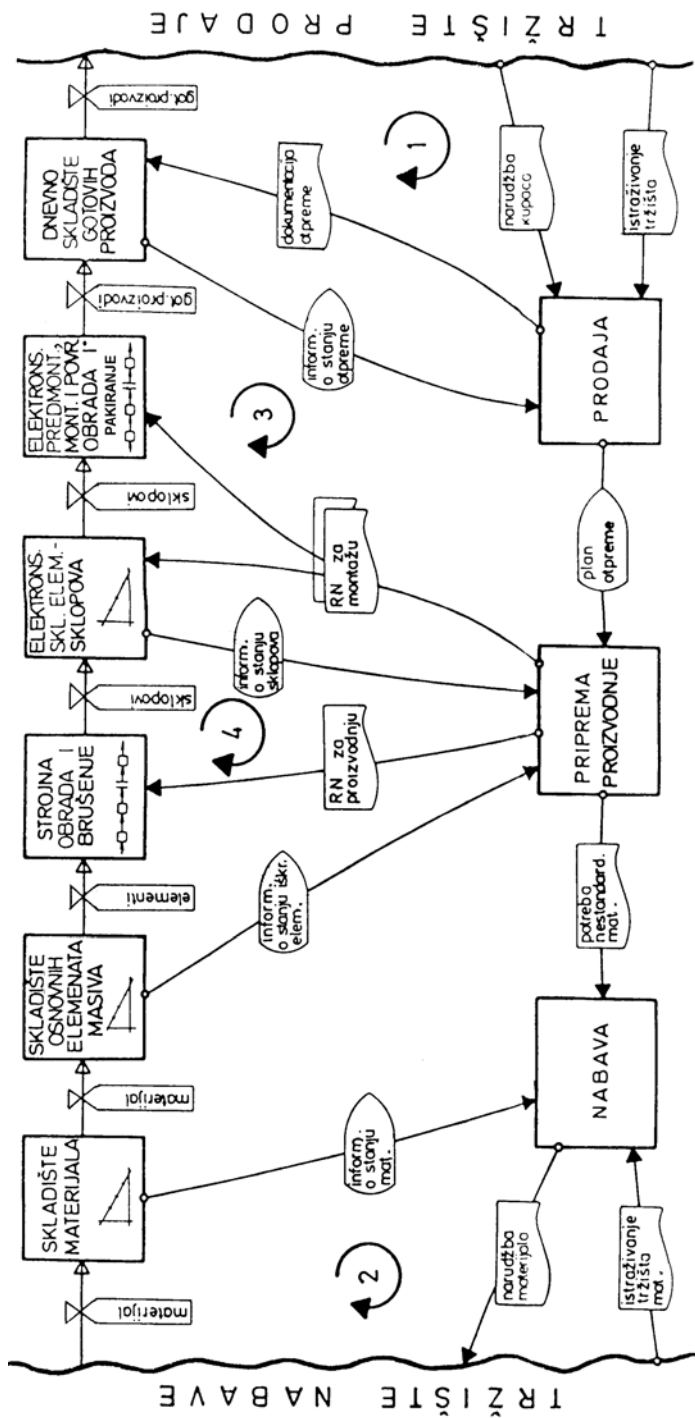 TRŽIŠTE NABAVE
materijal
SKLADIŠTE
MATERIJALA
materijal
SKLADIŠTE
OSNOVNIH
ELEMENATA
MASIVA
elementi
STROJNA
OBRADA I
BRUŠENJE
sklopovi
ELEKTRONS.
SKL. ELEM.-
SKLOPOVA
sklopovi
ELEKTRONS.
PREDMONT.,
MONT. I POVR.
OBRADA I
PAKIRANJE
got.proizvodi
DNEVNO
SKLADIŠTE
GOTOVIH
PROIZVODA
got.proizvodi
TRŽIŠTE PRODAJE
2
inform.
o stanju
mat.
inform.
o stanju iskr.
elem.
4
RN za
proizvodnju
inform.
o stanju
sklopova
RN za
montažu
3
inform.
o stanju
otpreme
dokumentacija
otpreme
1
narudžba
materijala
istraživanje
tržišta
mat.
NABAVA
potreba
nestandard.
mat.
PRIPREMA
PROIZVODNJE
plan
otpreme
PRODAJA
narudžba
kupaca
istraživanje
tržišta